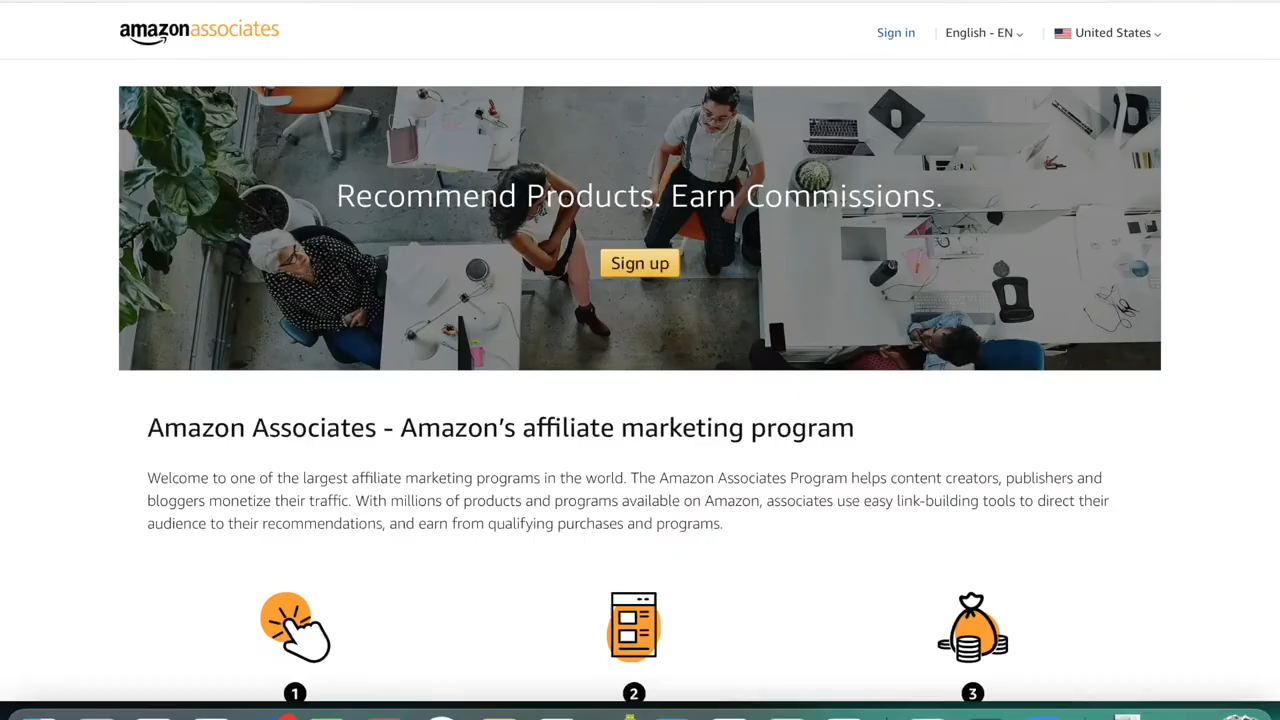 amazonassociates
Sign in
English - EN
United States
Recommend Products. Earn Commissions.
Sign up
Amazon Associates - Amazon's affiliate marketing program
Welcome to one of the largest affiliate marketing programs in the world. The Amazon Associates Program helps content creators, publishers and
bloggers monetize their traffic. With millions of products and programs available on Amazon, associates use easy link-building tools to direct their
audience to their recommendations, and earn from qualifying purchases and programs.
1
2
3